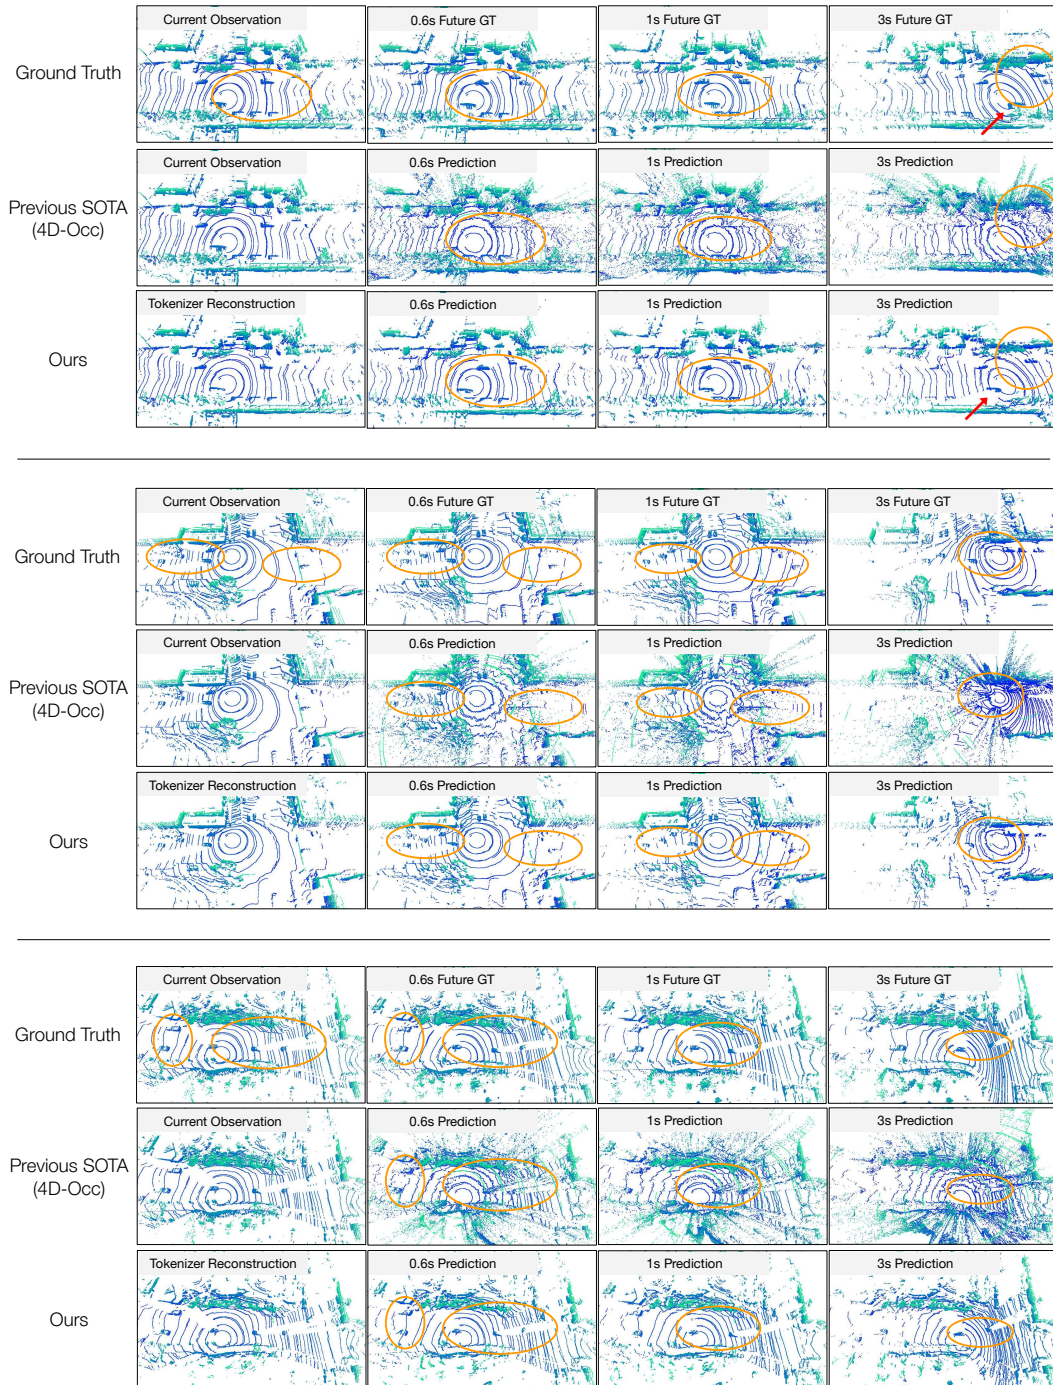 Current Observation 0.6s Future GT 1s Future GT 3s Future GT
Ground Truth
Current Observation 0.6s Prediction 1s Prediction 3s Prediction
Previous SOTA
(4D-Occ)
Tokenizer Reconstruction 0.6s Prediction 1s Prediction 3s Prediction
Ours
Current Observation 0.6s Future GT 1s Future GT 3s Future GT
Ground Truth
Current Observation 0.6s Prediction 1s Prediction 3s Prediction
Previous SOTA
(4D-Occ)
Tokenizer Reconstruction 0.6s Prediction 1s Prediction 3s Prediction
Ours
Current Observation 0.6s Future GT 1s Future GT 3s Future GT
Ground Truth
Current Observation 0.6s Prediction 1s Prediction 3s Prediction
Previous SOTA
(4D-Occ)
Tokenizer Reconstruction 0.6s Prediction 1s Prediction 3s Prediction
Ours